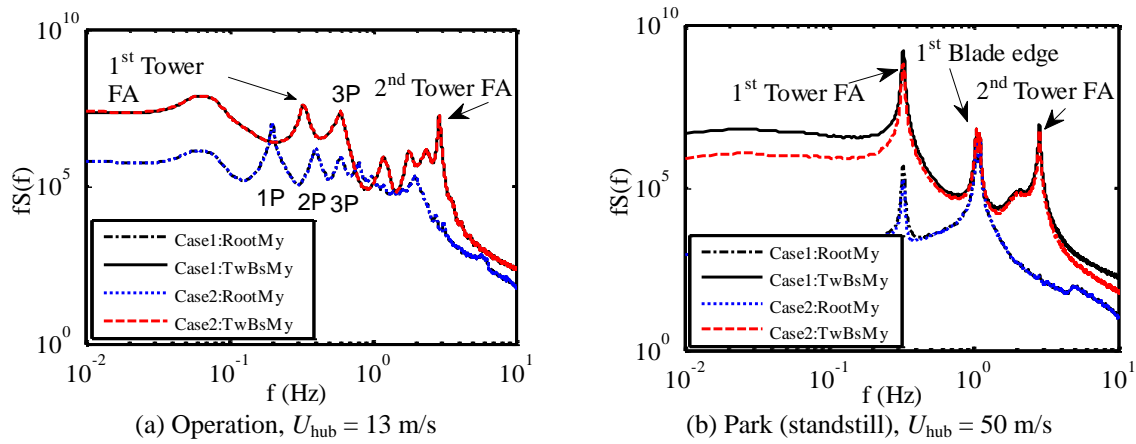 10^10
10^5
10^0
fS(f)
1st Tower
FA
3P
2nd Tower FA
1P
2P
3P
Case1:RootMy
Case1:TwBsMy
Case2:RootMy
Case2:TwBsMy
10^-2
10^-1
10^0
10^1
f (Hz)
(a) Operation, Uhub = 13 m/s
10^10
10^5
10^0
fS(f)
1st Blade edge
1st Tower FA
2nd Tower FA
Case1:RootMy
Case1:TwBsMy
Case2:RootMy
Case2:TwBsMy
10^-2
10^-1
10^0
10^1
f (Hz)
(b) Park (standstill), Uhub = 50 m/s